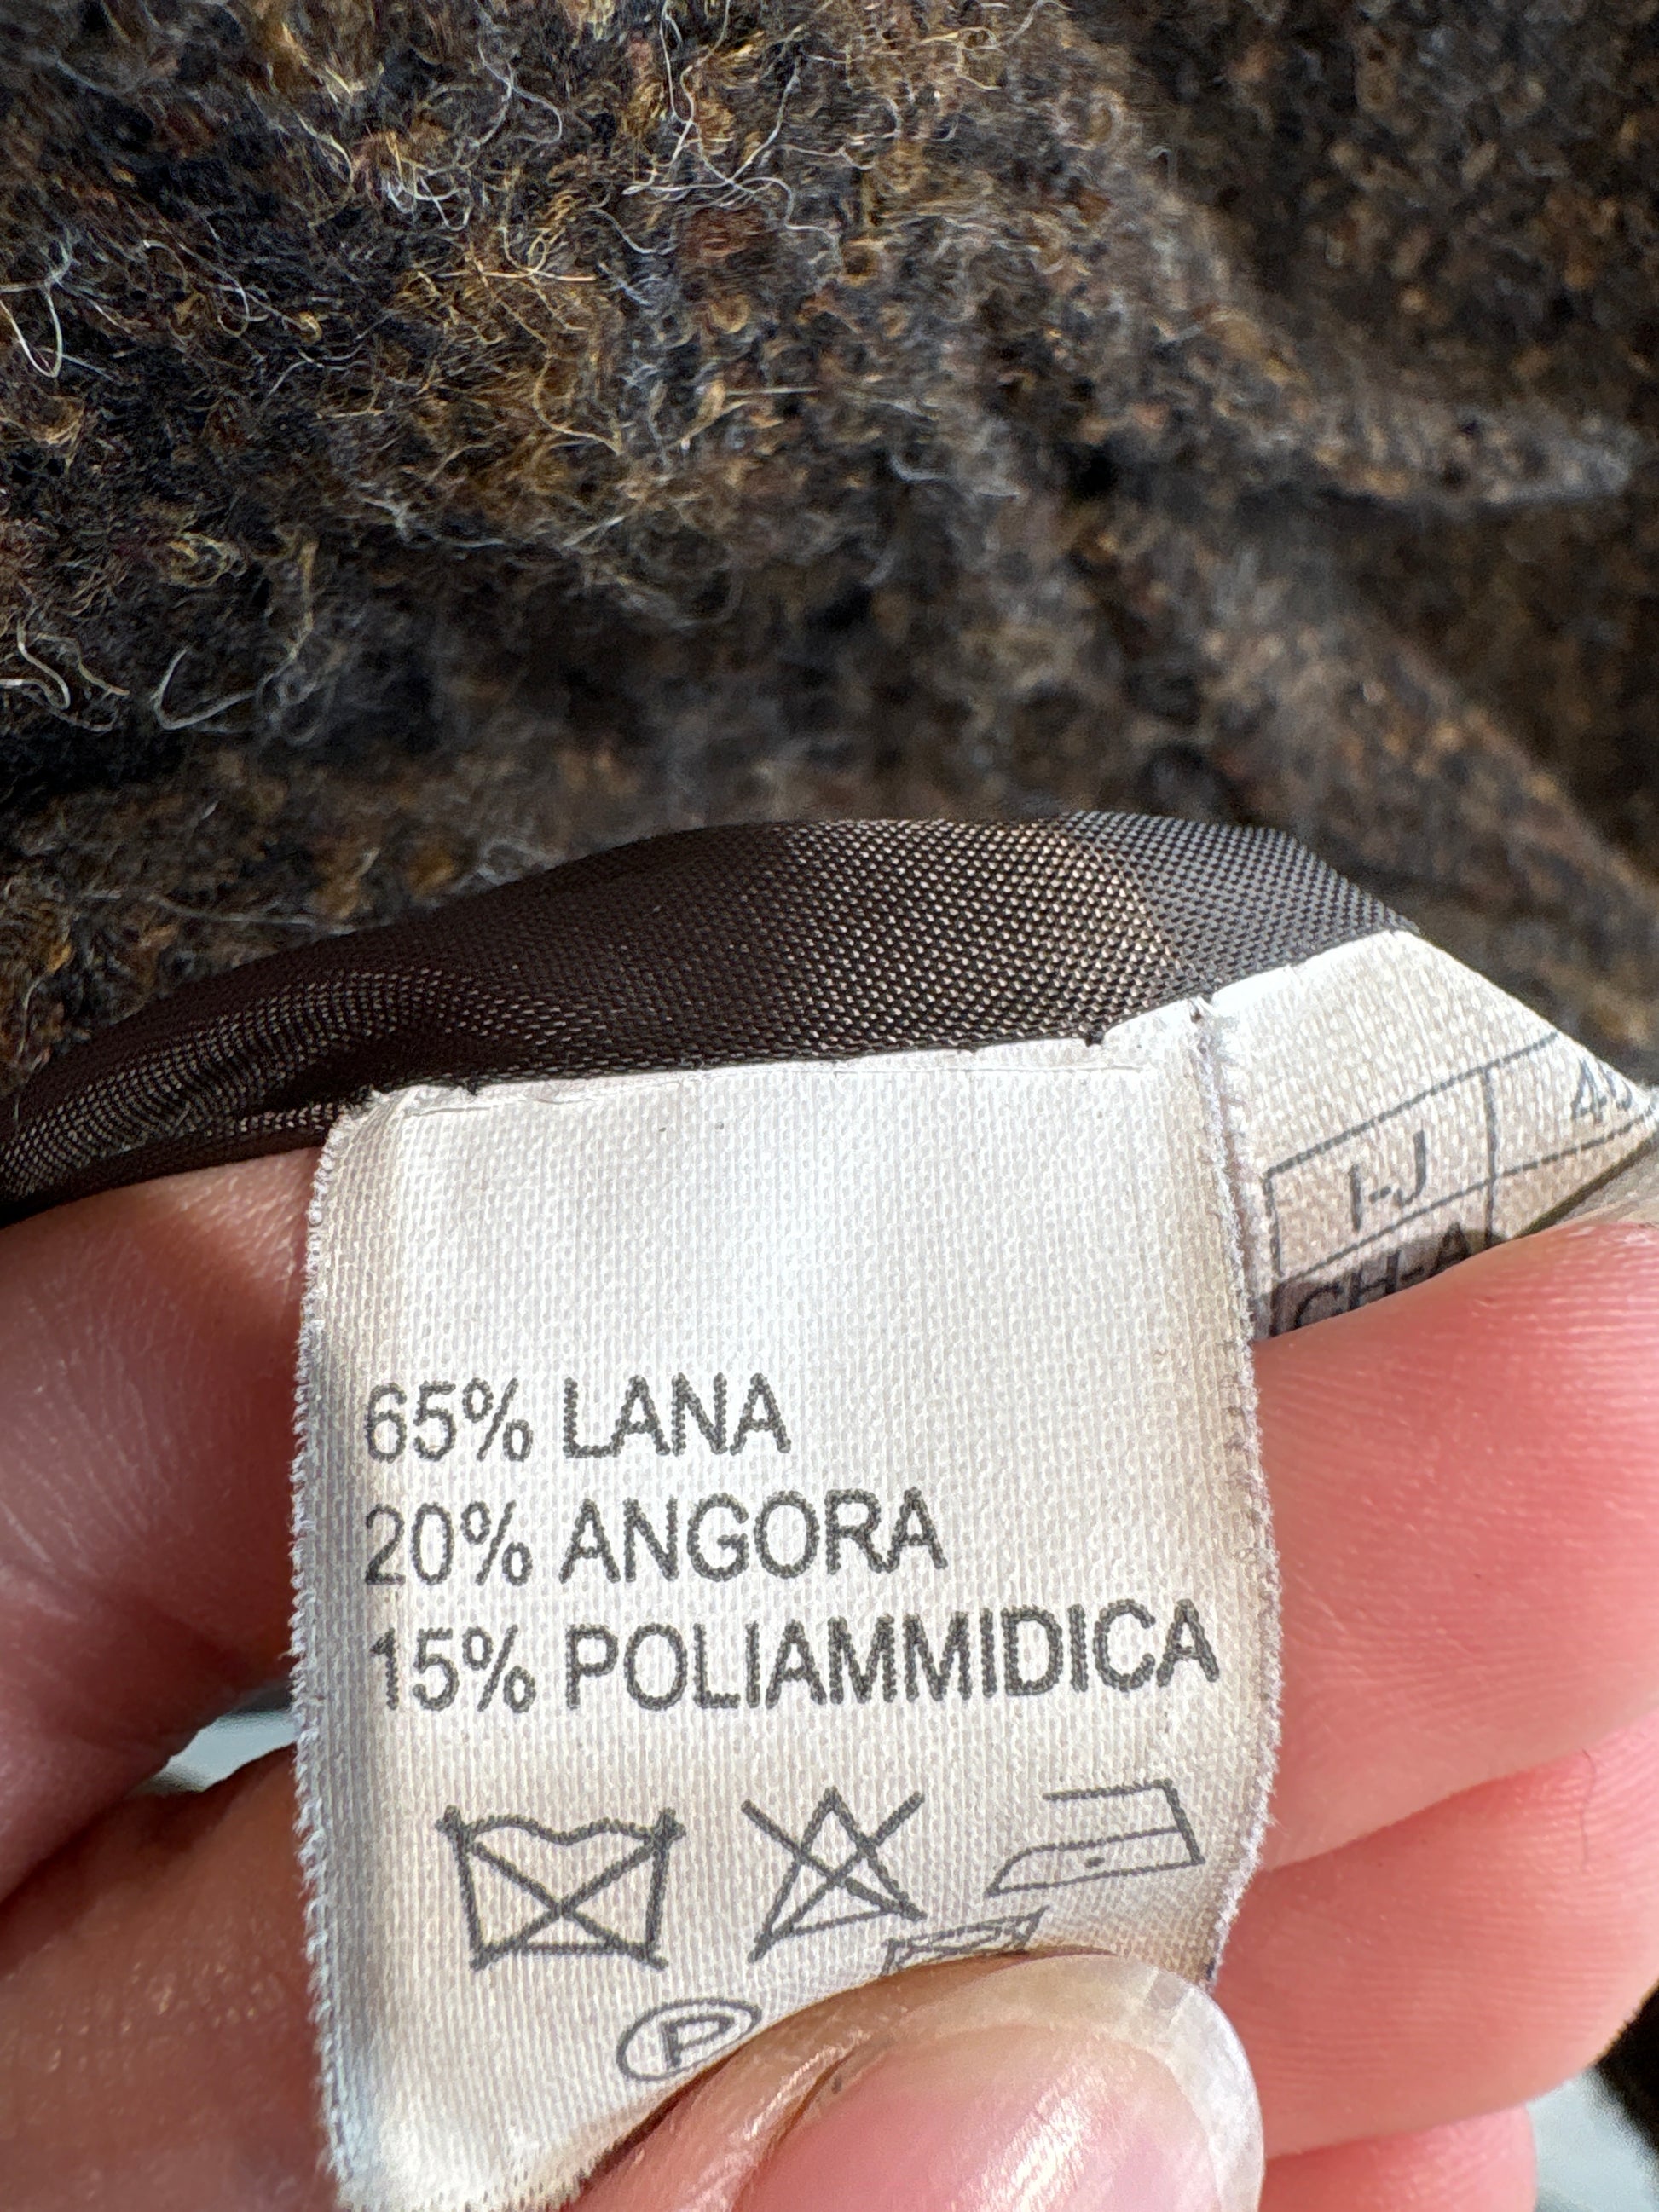 I-J
65% LANA
20% ANGORA
15% POLIAMMIDICA
P